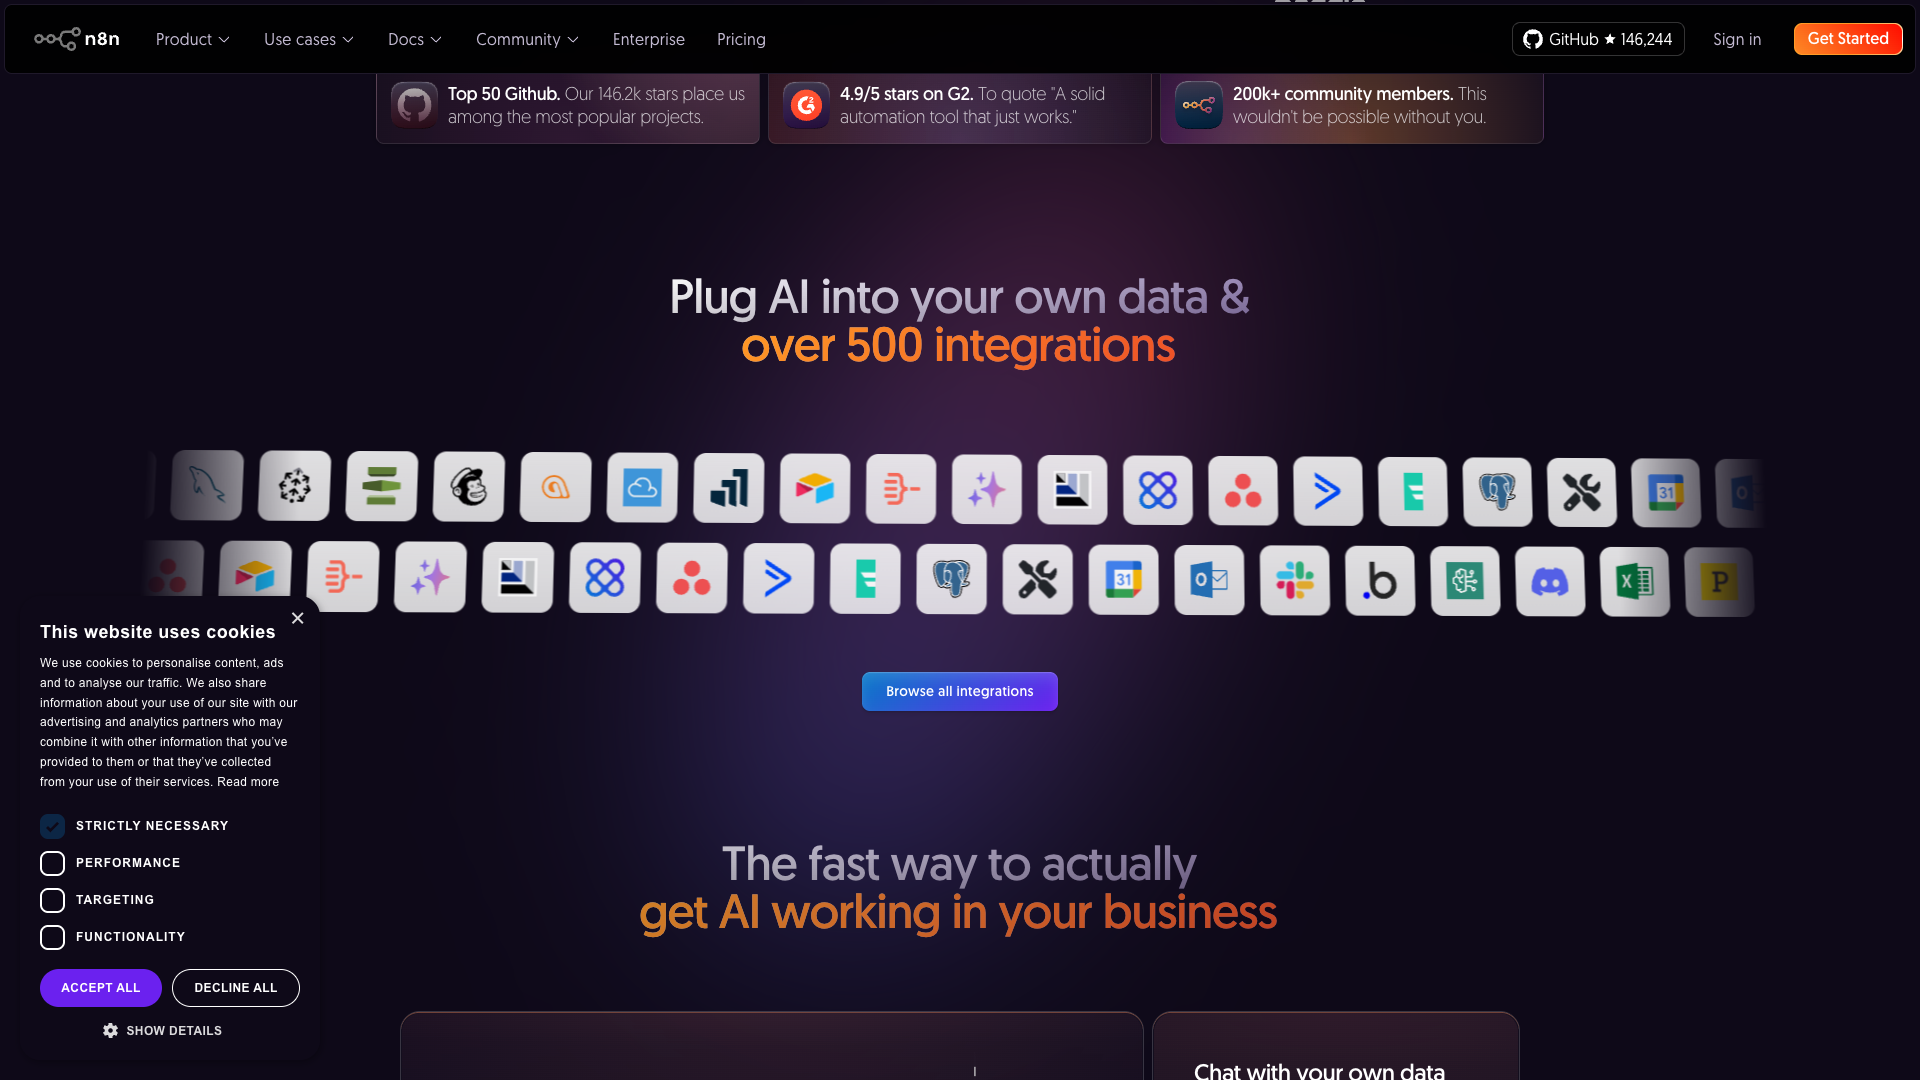 n8n
Product
Use cases
Docs
Community
Enterprise
Pricing
GitHub ★ 146,244
Sign in
Get Started
Top 50 Github. Our 146.2k stars place us
among the most popular projects.
4.9/5 stars on G2. To quote "A solid
automation tool that just works."
200k+ community members. This
wouldn't be possible without you.
Plug AI into your own data &
over 500 integrations
31
31
.b
P
Browse all integrations
This website uses cookies
We use cookies to personalise content, ads
and to analyse our traffic. We also share
information about your use of our site with our
advertising and analytics partners who may
combine it with other information that you've
provided to them or that they've collected
from your use of their services. Read more
STRICTLY NECESSARY
PERFORMANCE
TARGETING
FUNCTIONALITY
ACCEPT ALL
DECLINE ALL
SHOW DETAILS
The fast way to actually
get AI working in your business
Chat with your own data